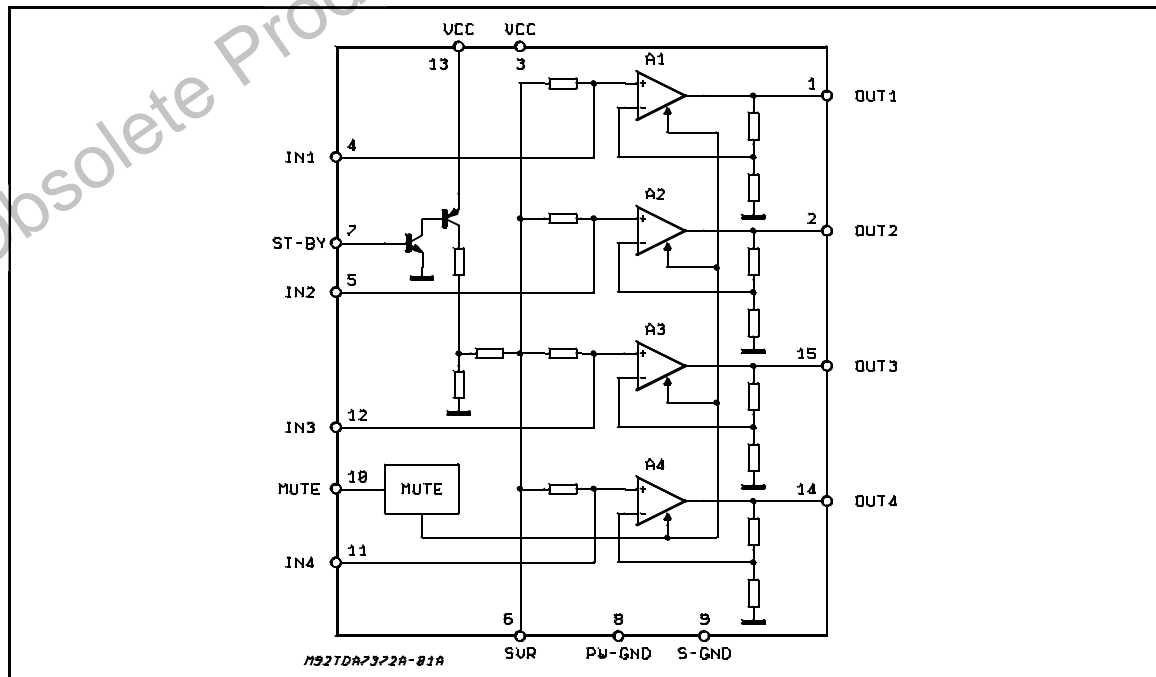 Obsolete Prod
VCC VCC
13 3
A1
1 OUT1
4
IN1
A2
2 OUT2
7
ST-BY
5
IN2
A3
15 OUT3
12
IN3
A4
10
MUTE MUTE
14 OUT4
11
IN4
6 8 9
SVR PW-GND S-GND
M92TDA7372A-01A
+
-
+
-
+
-
+
-